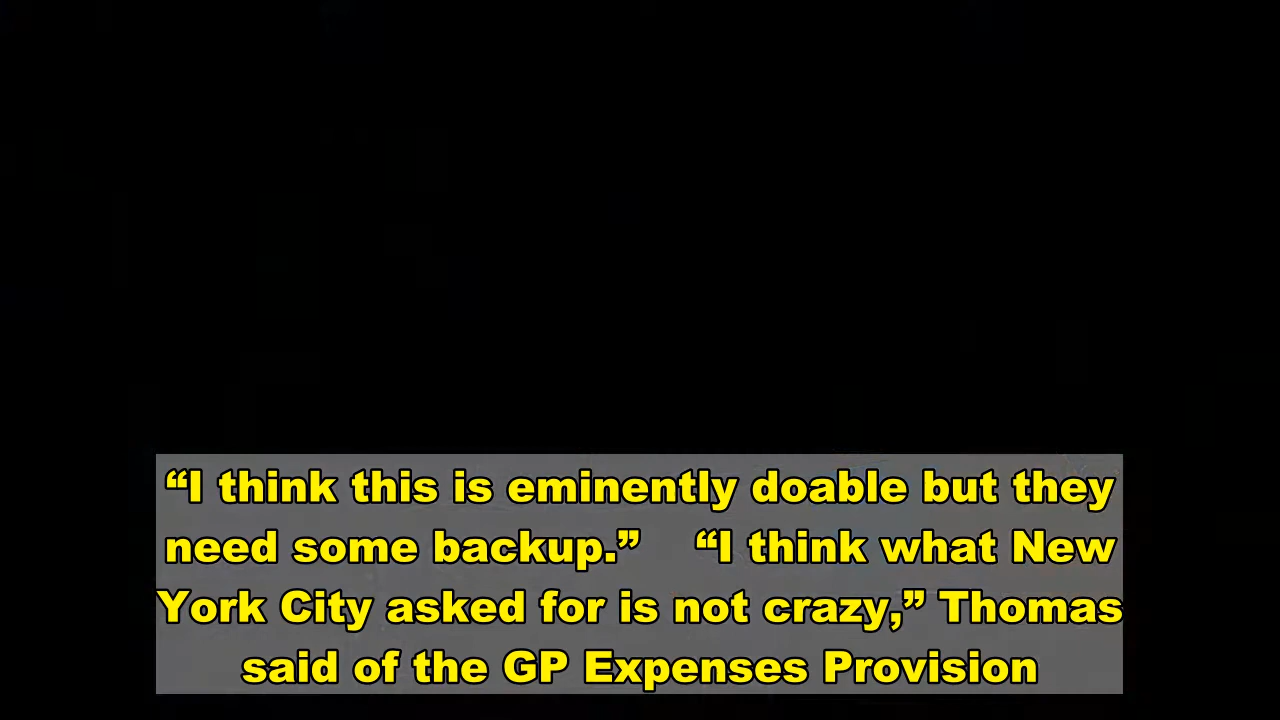 “I think this is eminently doable but they
need some backup.” “I think what New
York City asked for is not crazy,” Thomas
said of the GP Expenses Provision